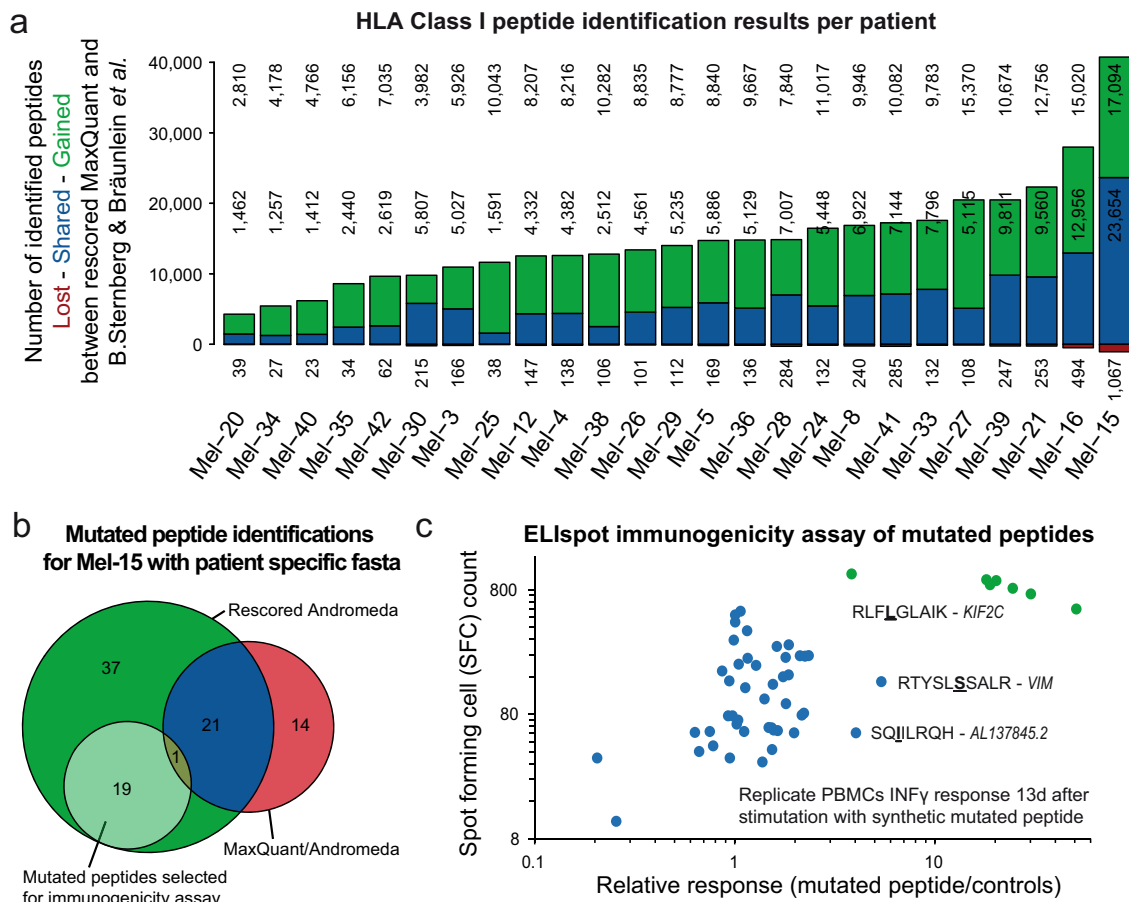 a
HLA Class I peptide identification results per patient
Number of identified peptides
Lost - Shared - Gained
between rescored MaxQuant and
B.Sternberg & Bräunlein et al.
40,000
30,000
20,000
10,000
0
2,810 4,178 4,766 6,156 7,035 3,982 5,926 10,043 8,207 8,216 10,282 8,829 8,777 8,840 9,667 7,840 11,017 9,946 10,082 9,783 15,370 10,674 12,756 15,020 17,094
1,462 1,257 1,412 2,440 2,619 5,807 5,027 1,591 4,332 4,382 2,512 4,561 5,235 5,886 5,129 7,007 5,448 6,922 7,144 7,796 5,115 9,811 9,560 12,956 23,654
39 27 23 34 62 215 166 38 147 138 106 101 112 169 136 284 132 240 285 132 108 247 253 494 1,067
Mel-20 Mel-34 Mel-40 Mel-35 Mel-42 Mel-30 Mel-3 Mel-25 Mel-12 Mel-4 Mel-38 Mel-26 Mel-29 Mel-5 Mel-36 Mel-28 Mel-24 Mel-8 Mel-41 Mel-33 Mel-27 Mel-39 Mel-21 Mel-16 Mel-15
b
Mutated peptide identifications
for Mel-15 with patient specific fasta
Rescored Andromeda
37
21
14
1
19
MaxQuant/Andromeda
Mutated peptides selected
for immunogenicity assay
c
ELIspot immunogenicity assay of mutated peptides
Spot forming cell (SFC) count
800
80
8
RLFLGLAIK - KIF2C
RTYSLSSALR - VIM
SQIILRQH - AL137845.2
Replicate PBMCs INFγ response 13d after
stimutation with synthetic mutated peptide
0.1 1 10
Relative response (mutated peptide/controls)